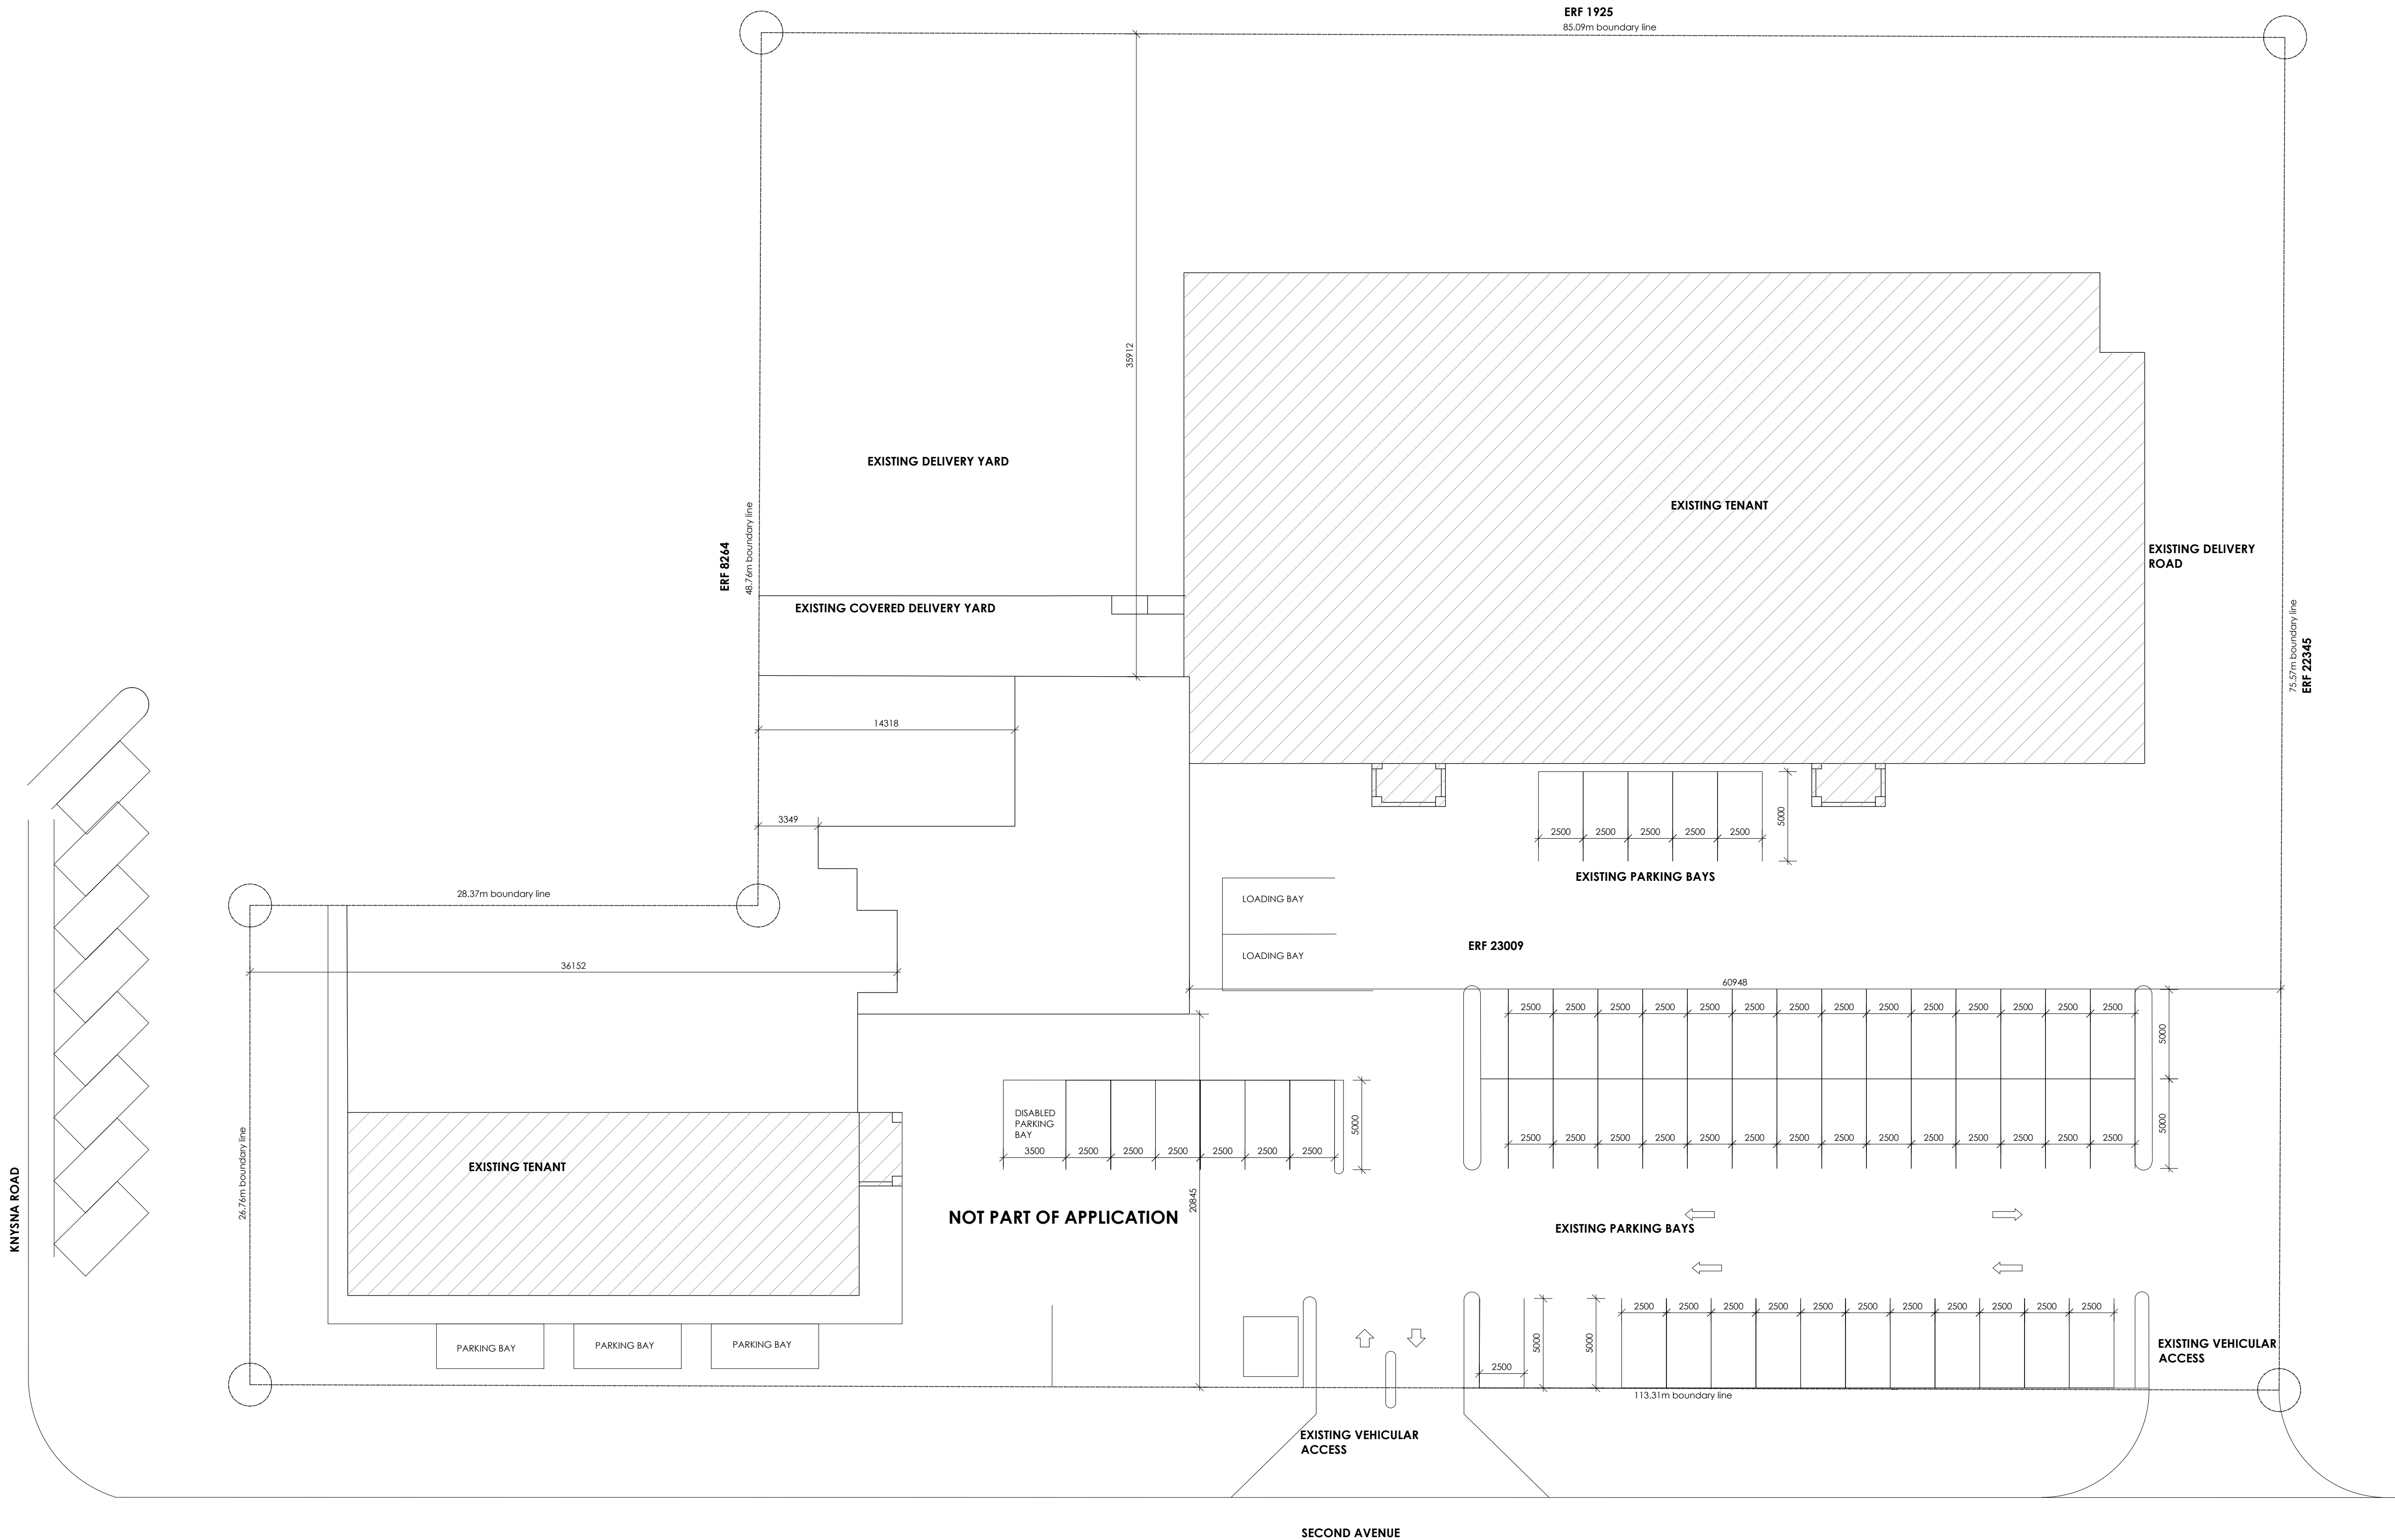 ERF 1925
85.09m boundary line
35912
EXISTING DELIVERY YARD
EXISTING TENANT
ERF 8264
48.76m boundary line
EXISTING DELIVERY
ROAD
EXISTING COVERED DELIVERY YARD
75.57m boundary line
ERF 22345
14318
3349
2500 2500 2500 2500 2500
5000
EXISTING PARKING BAYS
28.37m boundary line
LOADING BAY
LOADING BAY
ERF 23009
36152
60948
2500 2500 2500 2500 2500 2500 2500 2500 2500 2500 2500 2500 2500 2500
5000
2500 2500 2500 2500 2500 2500 2500 2500 2500 2500 2500 2500 2500 2500
5000
DISABLED
PARKING
BAY
3500 2500 2500 2500 2500 2500 2500
5000
KNYSNA ROAD
26.76m boundary line
EXISTING TENANT
NOT PART OF APPLICATION
20845
EXISTING PARKING BAYS
PARKING BAY
PARKING BAY
PARKING BAY
2500
5000
5000
2500 2500 2500 2500 2500 2500 2500 2500 2500 2500 2500
EXISTING VEHICULAR
ACCESS
113.31m boundary line
EXISTING VEHICULAR
ACCESS
SECOND AVENUE